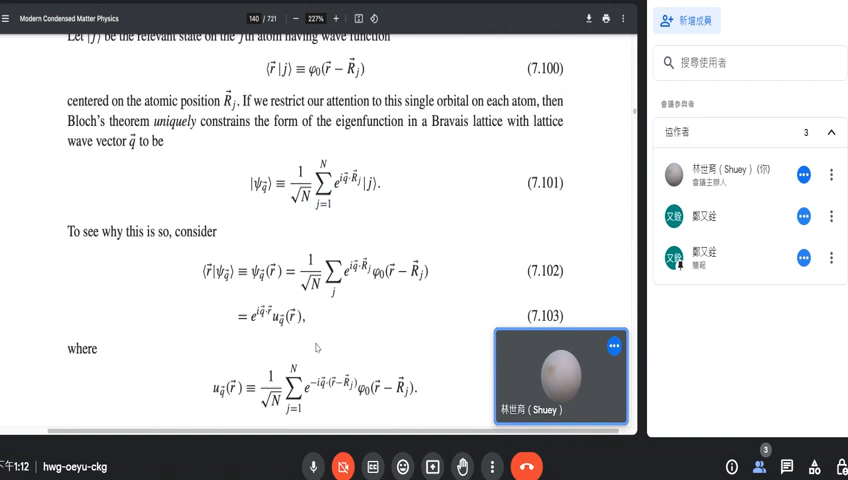 Modern Condensed Matter Physics
140 / 721
227%
Let |j⟩ be the relevant state on the jth atom having wave function
⟨r⃗ |j⟩ ≡ φ₀(r⃗ − R⃗ⱼ) (7.100)
centered on the atomic position R⃗ⱼ. If we restrict our attention to this single orbital on each atom, then
Bloch's theorem uniquely constrains the form of the eigenfunction in a Bravais lattice with lattice
wave vector q⃗ to be
|ψ_q⃗⟩ ≡ 1/√N ∑_{j=1}^{N} e^{iq⃗·R⃗ⱼ}|j⟩. (7.101)
To see why this is so, consider
⟨r⃗|ψ_q⃗⟩ ≡ ψ_q⃗(r⃗) = 1/√N ∑_j e^{iq⃗·R⃗ⱼ}φ₀(r⃗ − R⃗ⱼ) (7.102)
= e^{iq⃗·r⃗}u_q⃗(r⃗), (7.103)
where
u_q⃗(r⃗) ≡ 1/√N ∑_{j=1}^{N} e^{−iq⃗·(r⃗−R⃗ⱼ)}φ₀(r⃗ − R⃗ⱼ).
林世育 ( Shuey )
新增成員
搜尋使用者
會議參與者
協作者 3
林世育 (Shuey) (你)
會議主辦人
又銓 鄭又銓
又銓 鄭又銓
簡報
下午1:12 hwg-oeyu-ckg
3